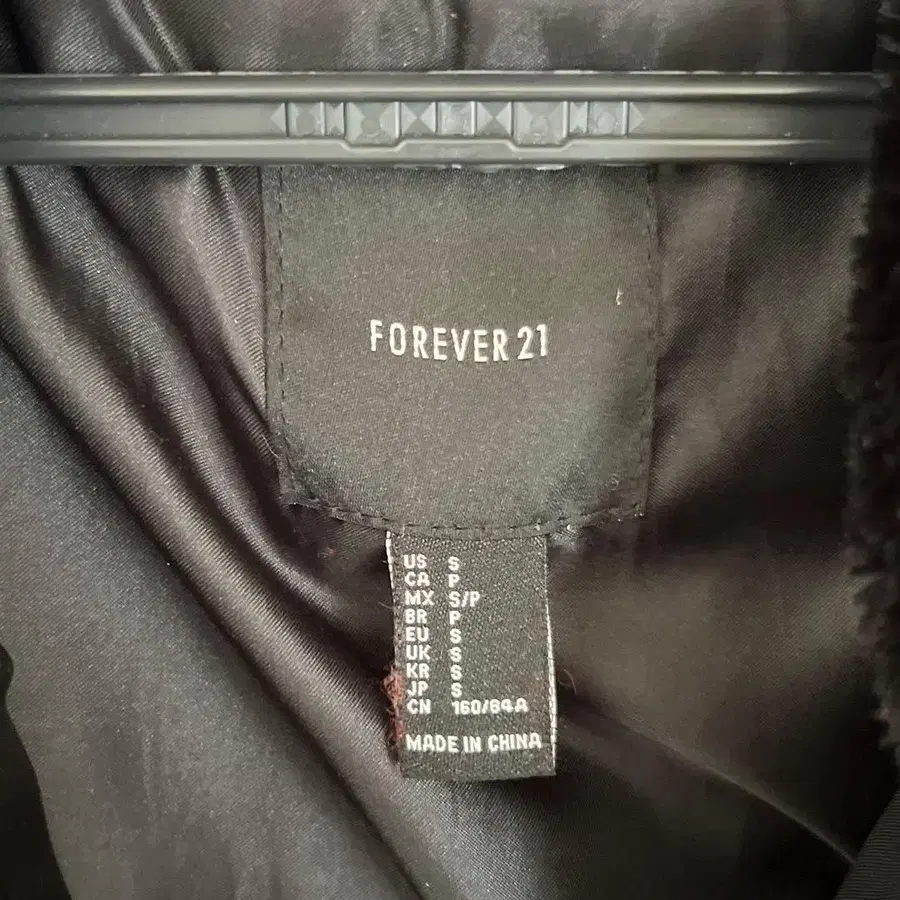 FOREVER 21
US S
CA P
MX S/P
BR P
EU S
UK S
KR S
JP S
CN 160/84A
MADE IN CHINA